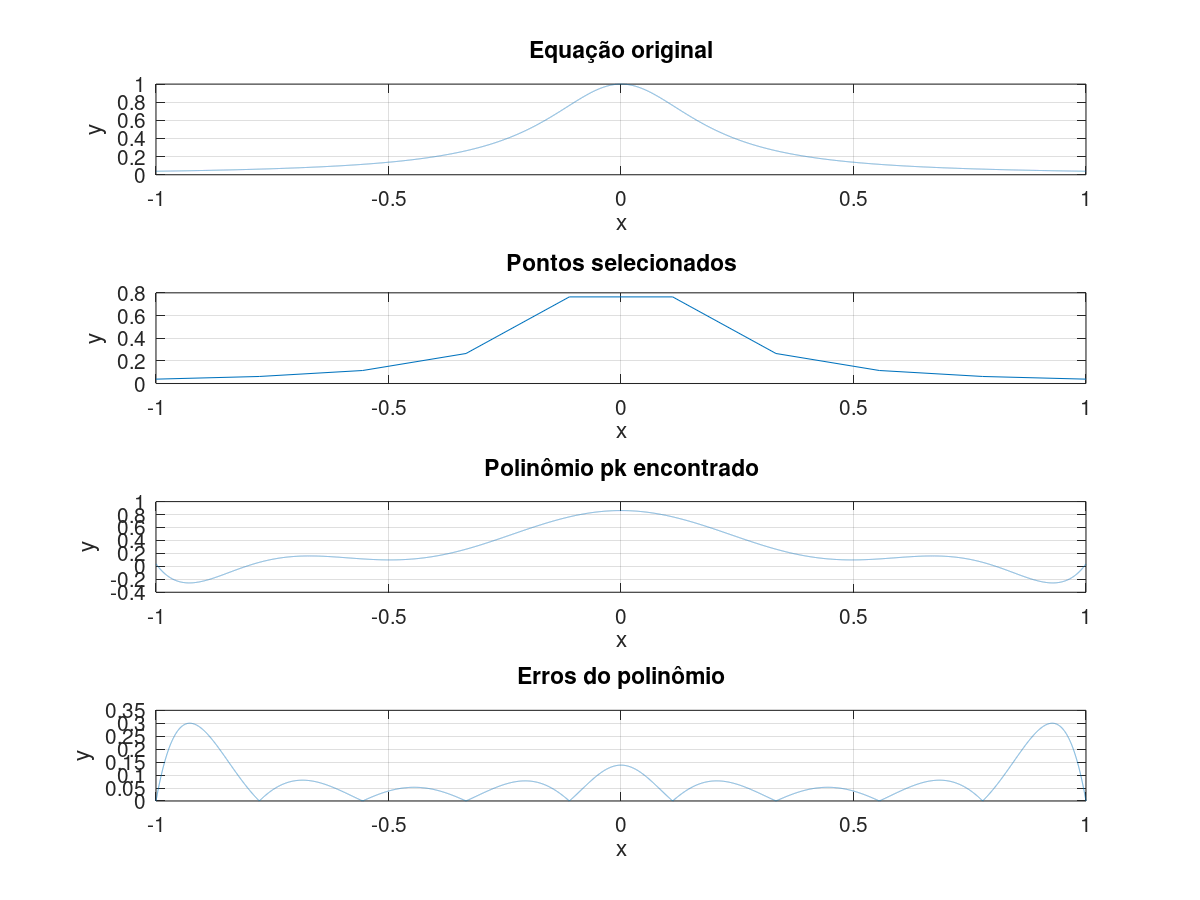 Equação original
1
0.8
0.6
0.4
0.2
0
y
-1 -0.5 0 0.5 1
x
Pontos selecionados
0.8
0.6
0.4
0.2
0
y
-1 -0.5 0 0.5 1
x
Polinômio pk encontrado
1
0.8
0.6
0.4
0.2
0
-0.2
-0.4
y
-1 -0.5 0 0.5 1
x
Erros do polinômio
0.35
0.3
0.25
0.2
0.15
0.1
0.05
0
y
-1 -0.5 0 0.5 1
x